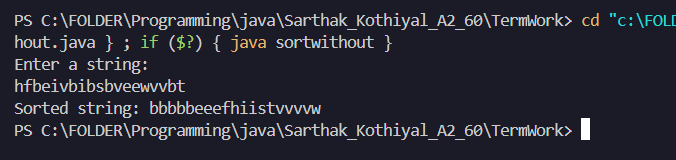 PS C:\FOLDER\Programming\java\Sarthak_Kothiyal_A2_60\TermWork> cd "c:\FOLD
hout.java } ; if ($?) { java sortwithout }
Enter a string:
hfbeivbibsbveewvvbt
Sorted string: bbbbbeeefhiistvvvvw
PS C:\FOLDER\Programming\java\Sarthak_Kothiyal_A2_60\TermWork>